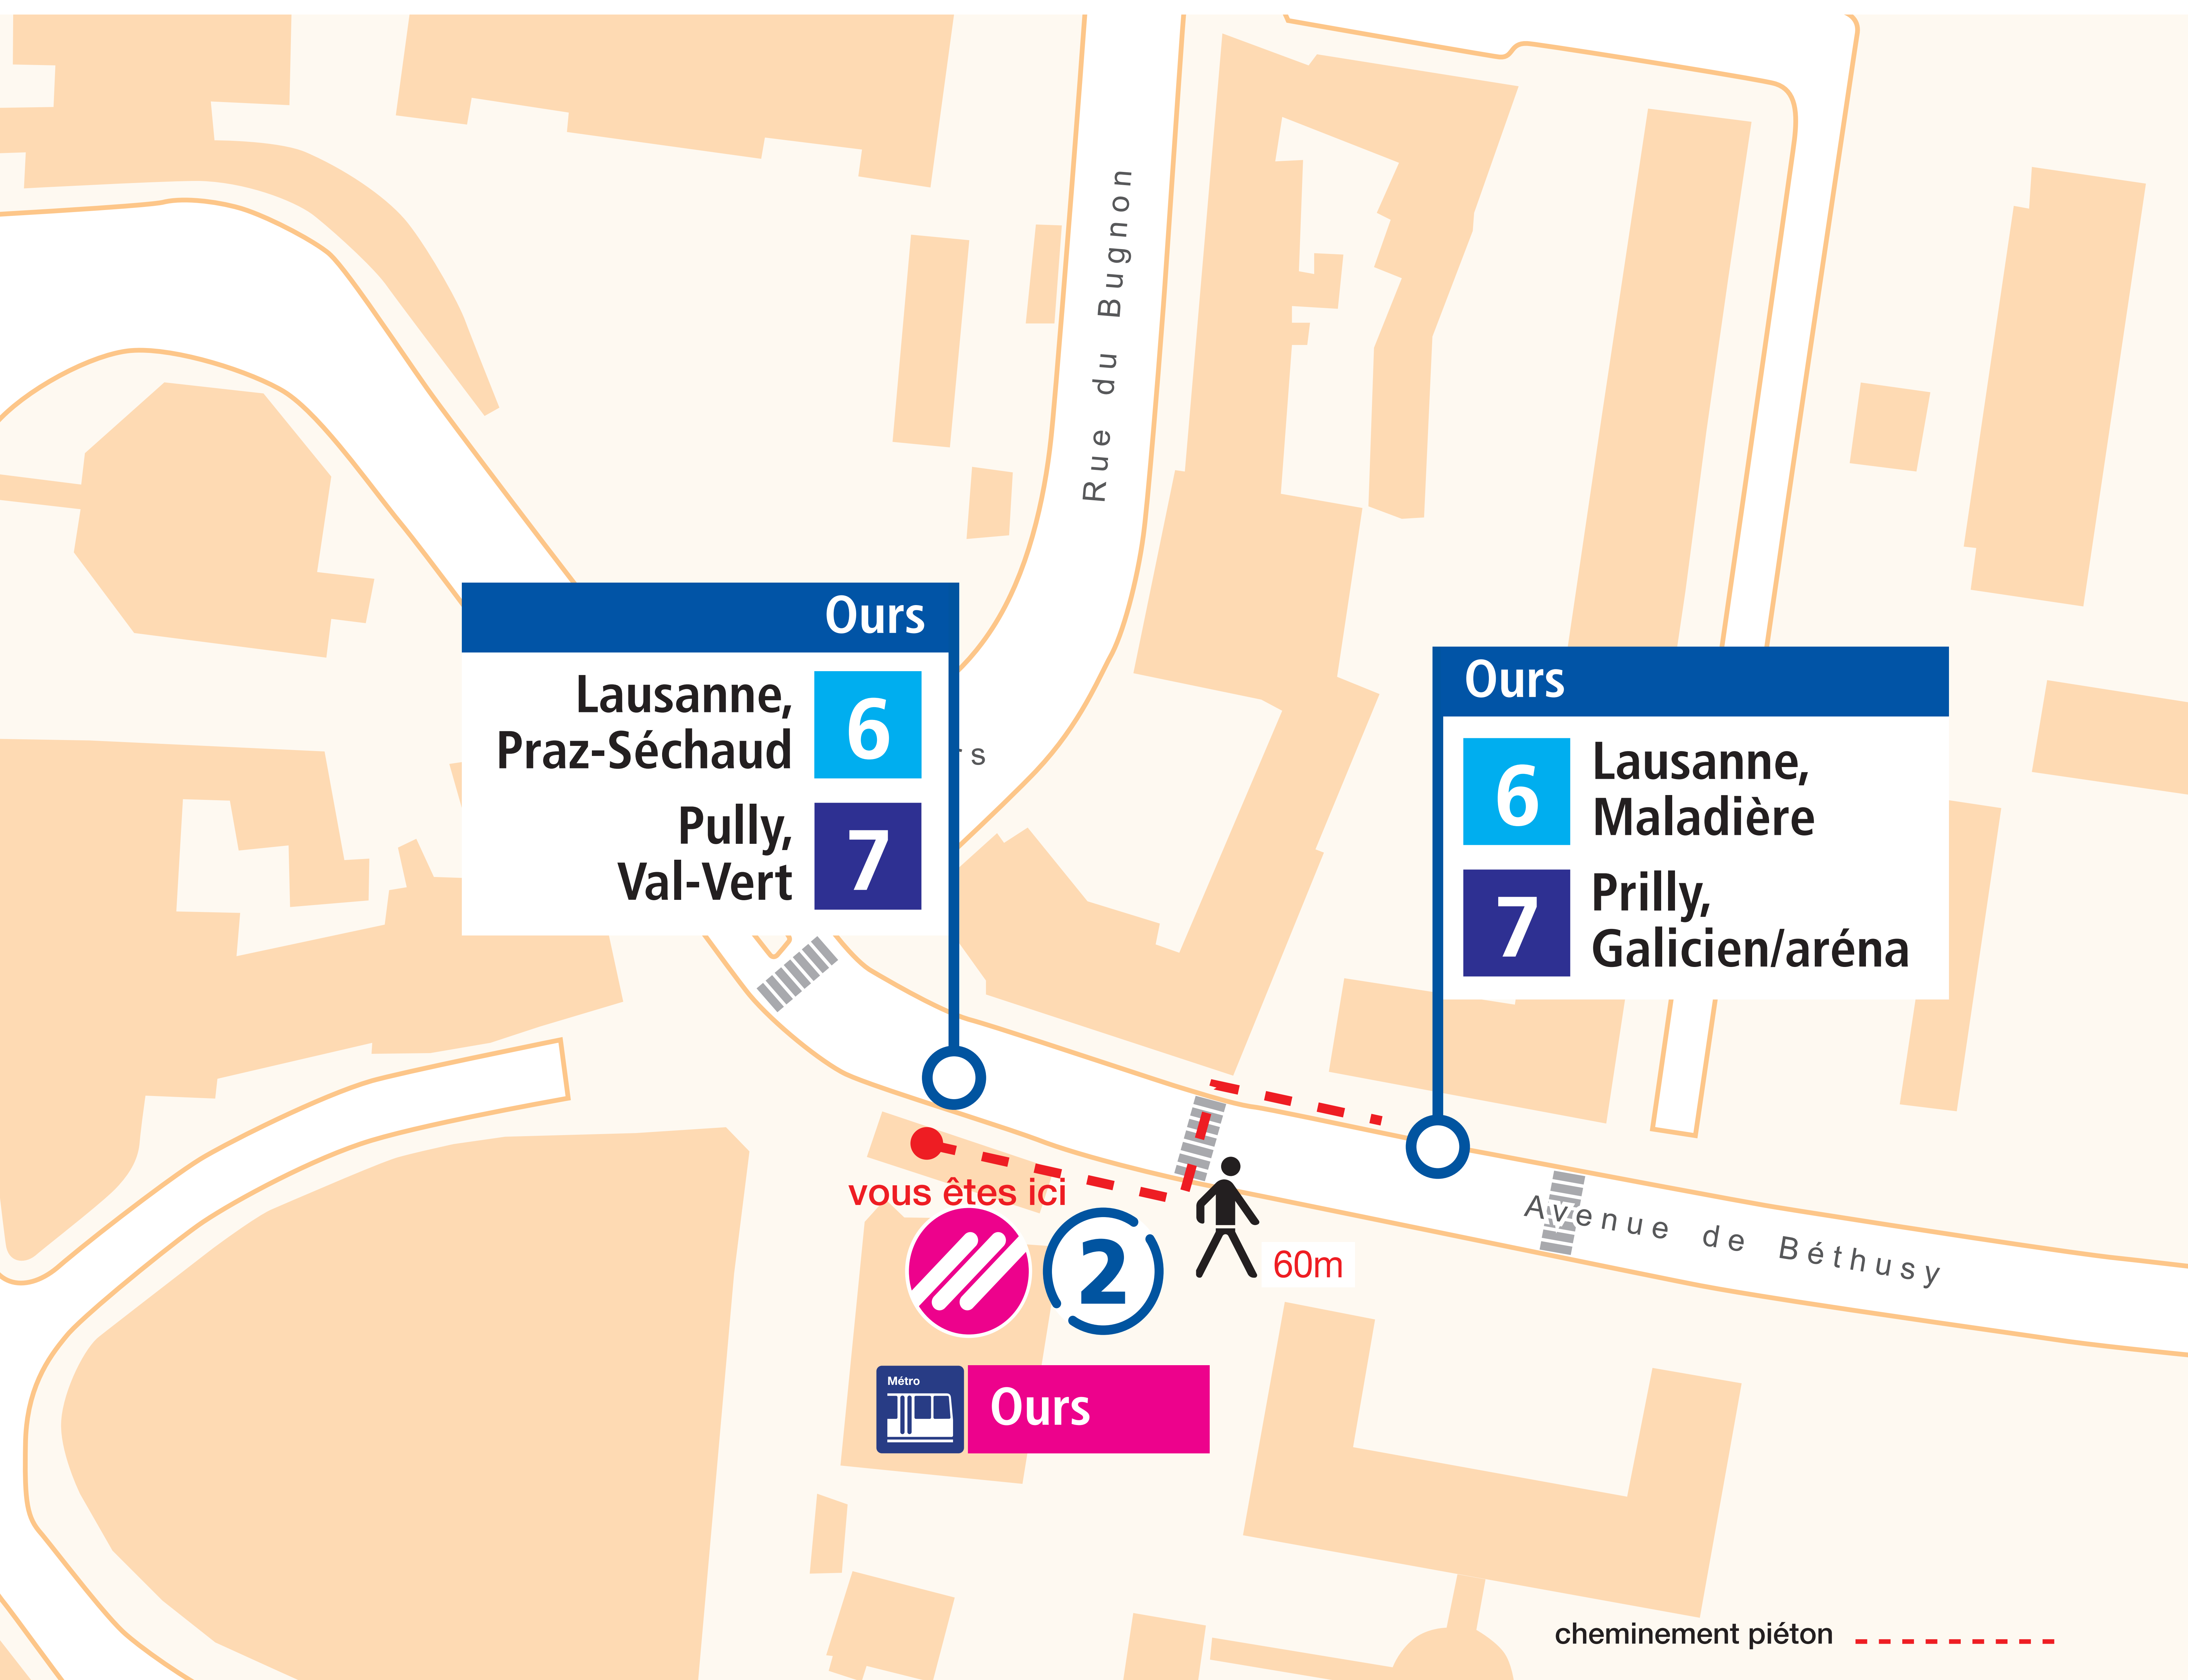 Rue du Bugnon
Ours
Lausanne,
Praz-Séchaud
6
Pully,
Val-Vert
7
Ours
6
Lausanne,
Maladière
7
Prilly,
Galicien/aréna
vous êtes ici
2
60m
Avenue de Béthusy
Métro
Ours
cheminement piéton